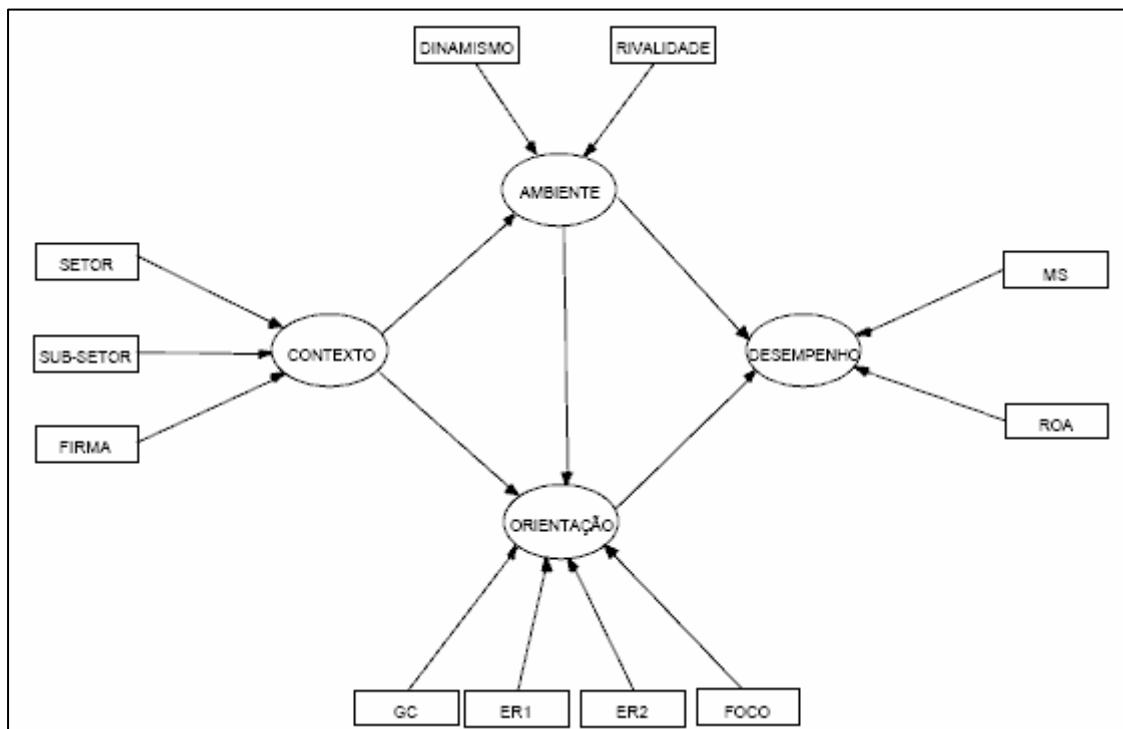 DINAMISMO
RIVALIDADE
AMBIENTE
SETOR
MS
SUB-SETOR
CONTEXTO
DESEMPENHO
FIRMA
ROA
ORIENTAÇÃO
GC
ER1
ER2
FOCO